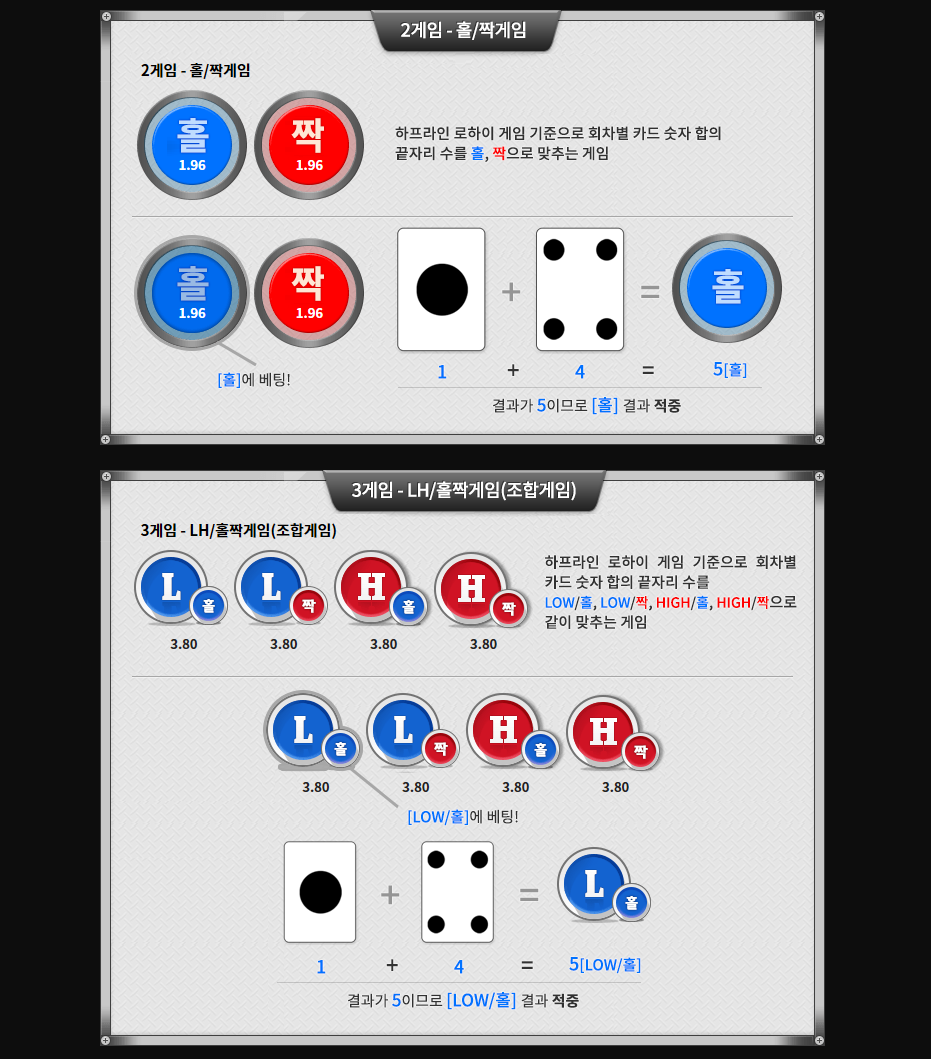 2게임 - 홀/짝게임
2게임 - 홀/짝게임
홀 짝
1.96 1.96
하프라인 로하이 게임 기준으로 회차별 카드 숫자 합의
끝자리 수를 홀, 짝으로 맞추는 게임
홀 짝 + = 홀
1.96 1.96
1 + 4 = 5[홀]
[홀]에 베팅!
결과가 5이므로 [홀] 결과 적중
3게임 - LH/홀짝게임(조합게임)
3게임 - LH/홀짝게임(조합게임)
L 홀 L 짝 H 홀 H 짝
3.80 3.80 3.80 3.80
하프라인 로하이 게임 기준으로 회차별
카드 숫자 합의 끝자리 수를
LOW/홀, LOW/짝, HIGH/홀, HIGH/짝으로
같이 맞추는 게임
L 홀 L 짝 H 홀 H 짝
3.80 3.80 3.80 3.80
[LOW/홀]에 베팅!
+ = L 홀
1 + 4 = 5[LOW/홀]
결과가 5이므로 [LOW/홀] 결과 적중